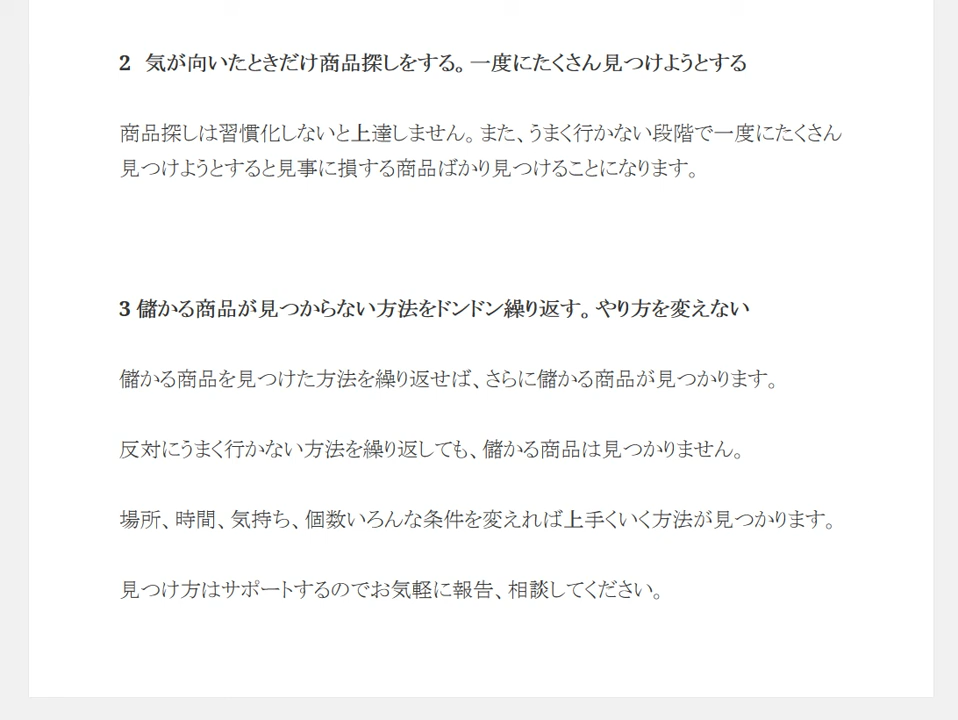 2 気が向いたときだけ商品探しをする。一度にたくさん見つけようとする
商品探しは習慣化しないと上達しません。また、うまく行かない段階で一度にたくさん
見つけようとすると見事に損する商品ばかり見つけることになります。
3 儲かる商品が見つからない方法をドンドン繰り返す。やり方を変えない
儲かる商品を見つけた方法を繰り返せば、さらに儲かる商品が見つかります。
反対にうまく行かない方法を繰り返しても、儲かる商品は見つかりません。
場所、時間、気持ち、個数いろんな条件を変えれば上手くいく方法が見つかります。
見つけ方はサポートするのでお気軽に報告、相談してください。